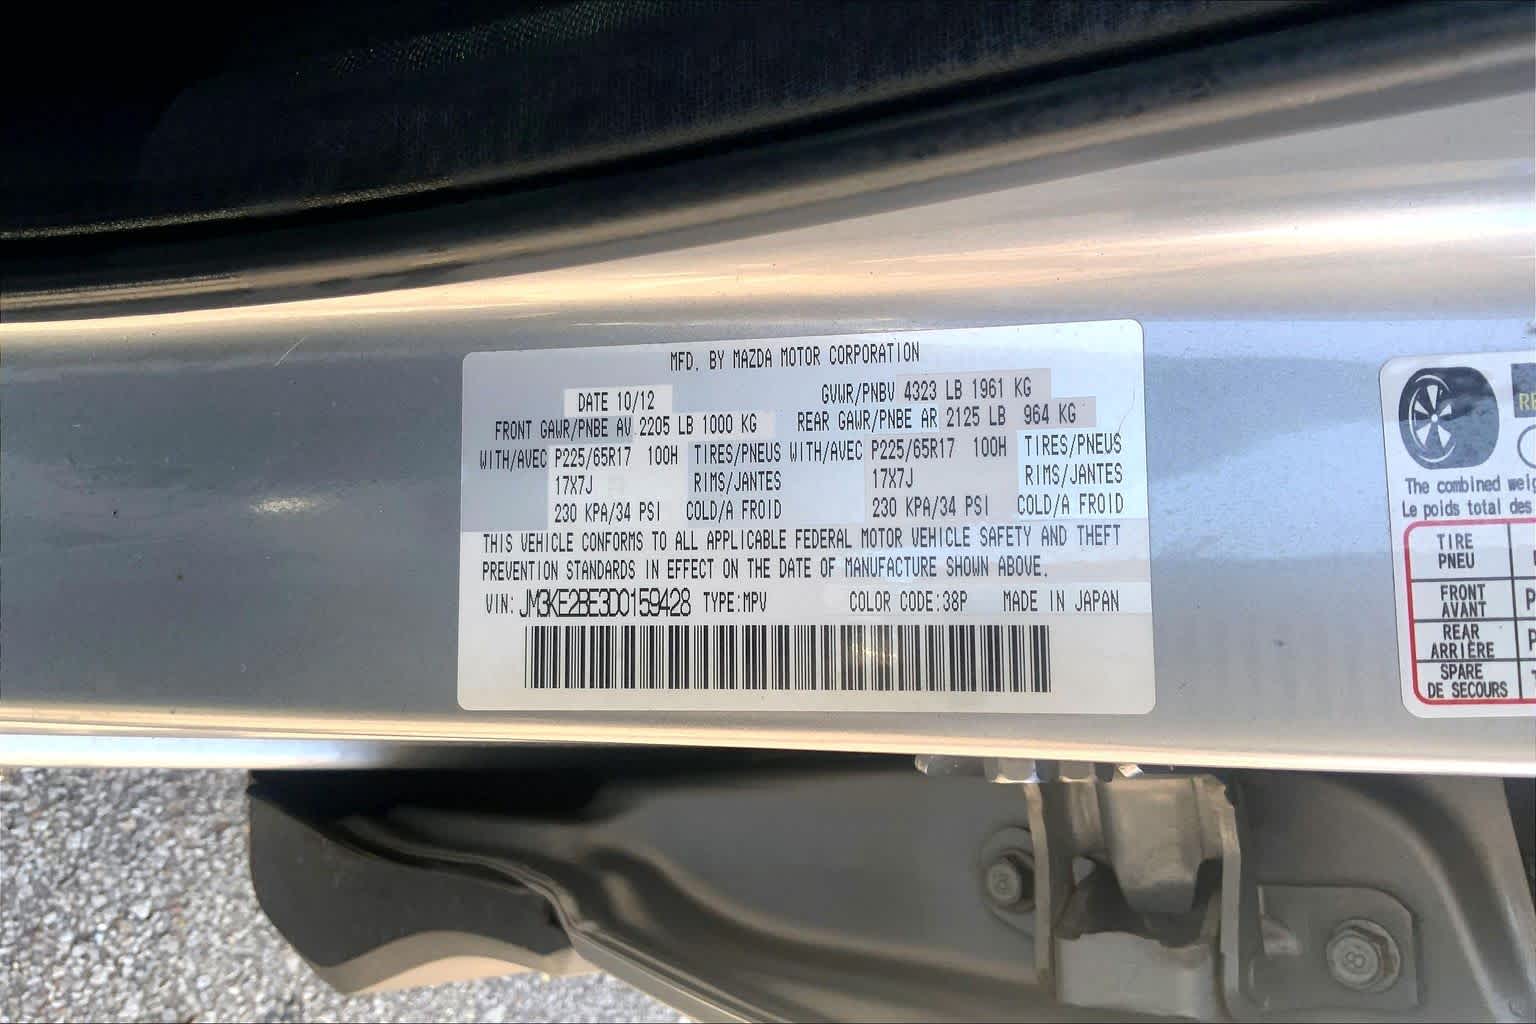 MFD. BY MAZDA MOTOR CORPORATION
DATE 10/12 GVWR/PNBV 4323 LB 1961 KG
FRONT GAWR/PNBE AV 2205 LB 1000 KG REAR GAWR/PNBE AR 2125 LB 964 KG
WITH/AVEC P225/65R17 100H TIRES/PNEUS WITH/AVEC P225/65R17 100H TIRES/PNEUS
17X7J RIMS/JANTES 17X7J RIMS/JANTES
230 KPA/34 PSI COLD/A FROID 230 KPA/34 PSI COLD/A FROID
THIS VEHICLE CONFORMS TO ALL APPLICABLE FEDERAL MOTOR VEHICLE SAFETY AND THEFT
PREVENTION STANDARDS IN EFFECT ON THE DATE OF MANUFACTURE SHOWN ABOVE.
VIN: JM3KE2BE3D0159428 TYPE:MPV COLOR CODE:38P MADE IN JAPAN
The combined
Le poids total des
TIRE
PNEU
FRONT
AVANT
REAR
ARRIÈRE
SPARE
DE SECOURS
8
8